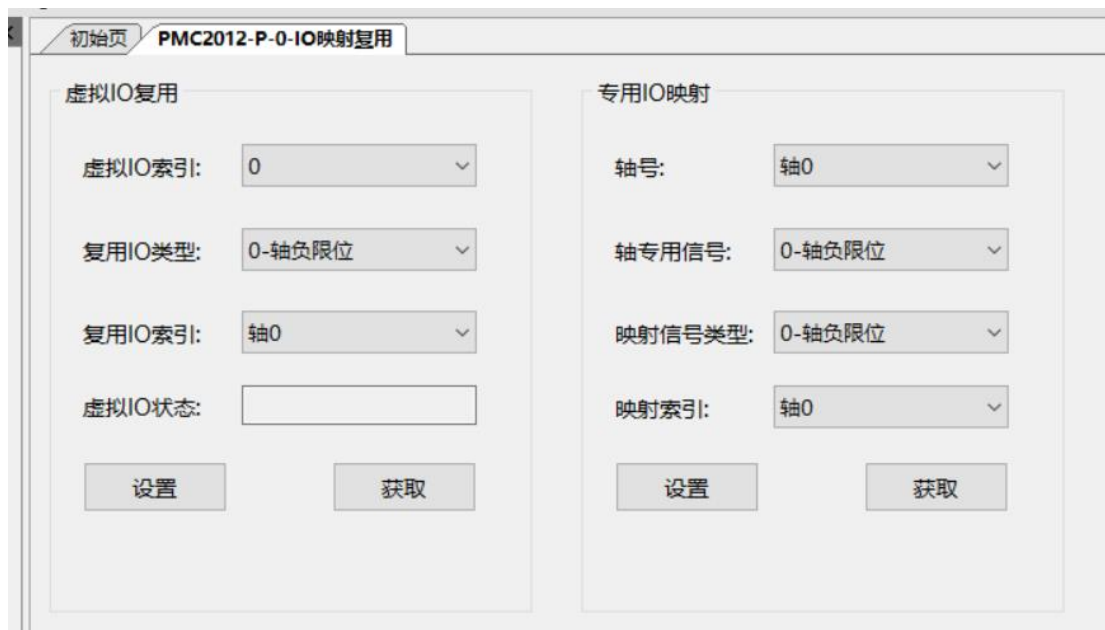 初始页 PMC2012-P-0-IO映射复用
虚拟IO复用
虚拟IO索引: 0
复用IO类型: 0-轴负限位
复用IO索引: 轴0
虚拟IO状态:
设置 获取
专用IO映射
轴号: 轴0
轴专用信号: 0-轴负限位
映射信号类型: 0-轴负限位
映射索引: 轴0
设置 获取